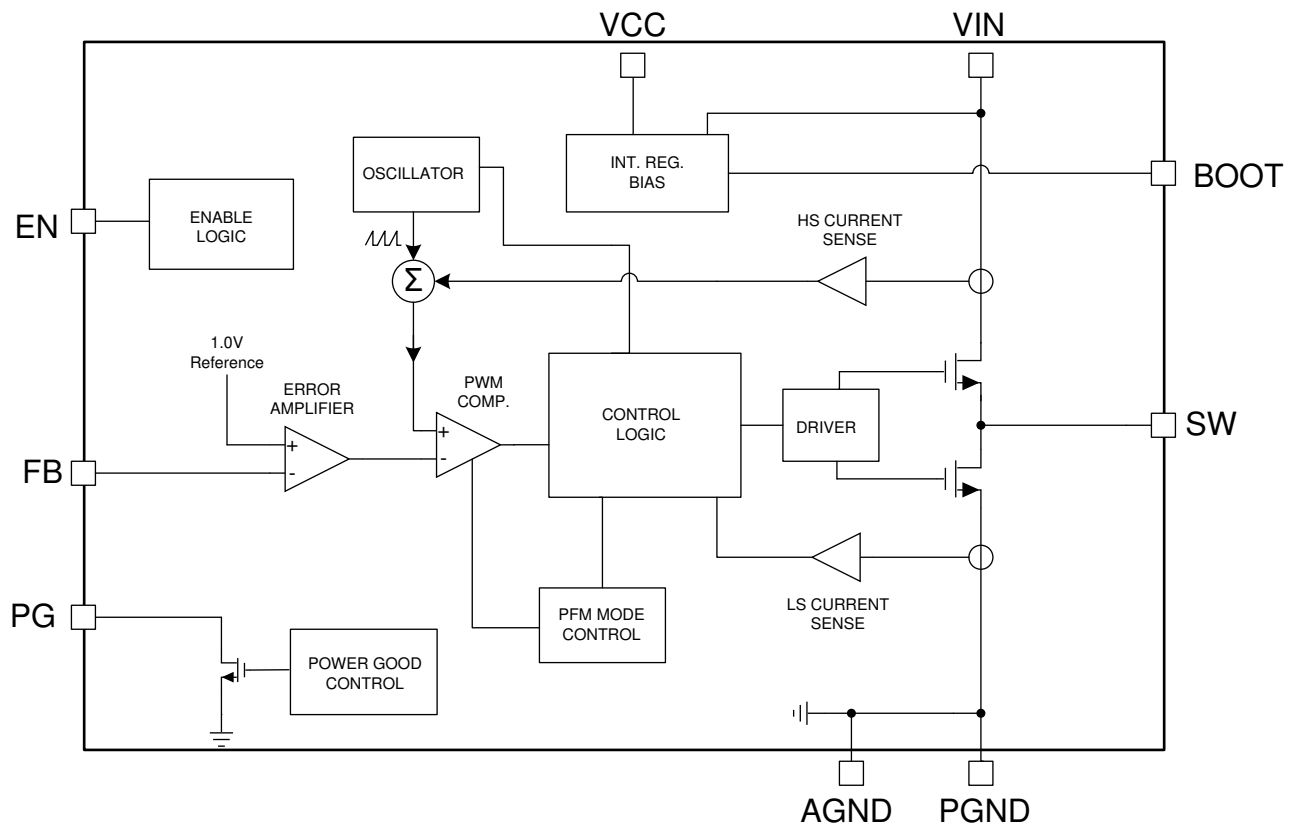 VCC
VIN
OSCILLATOR
INT. REG.
BIAS
BOOT
EN
ENABLE
LOGIC
HS CURRENT
SENSE
Σ
1.0V
Reference
ERROR
AMPLIFIER
PWM
COMP.
CONTROL
LOGIC
DRIVER
SW
+
-
+
-
FB
LS CURRENT
SENSE
PG
PFM MODE
CONTROL
POWER GOOD
CONTROL
AGND
PGND